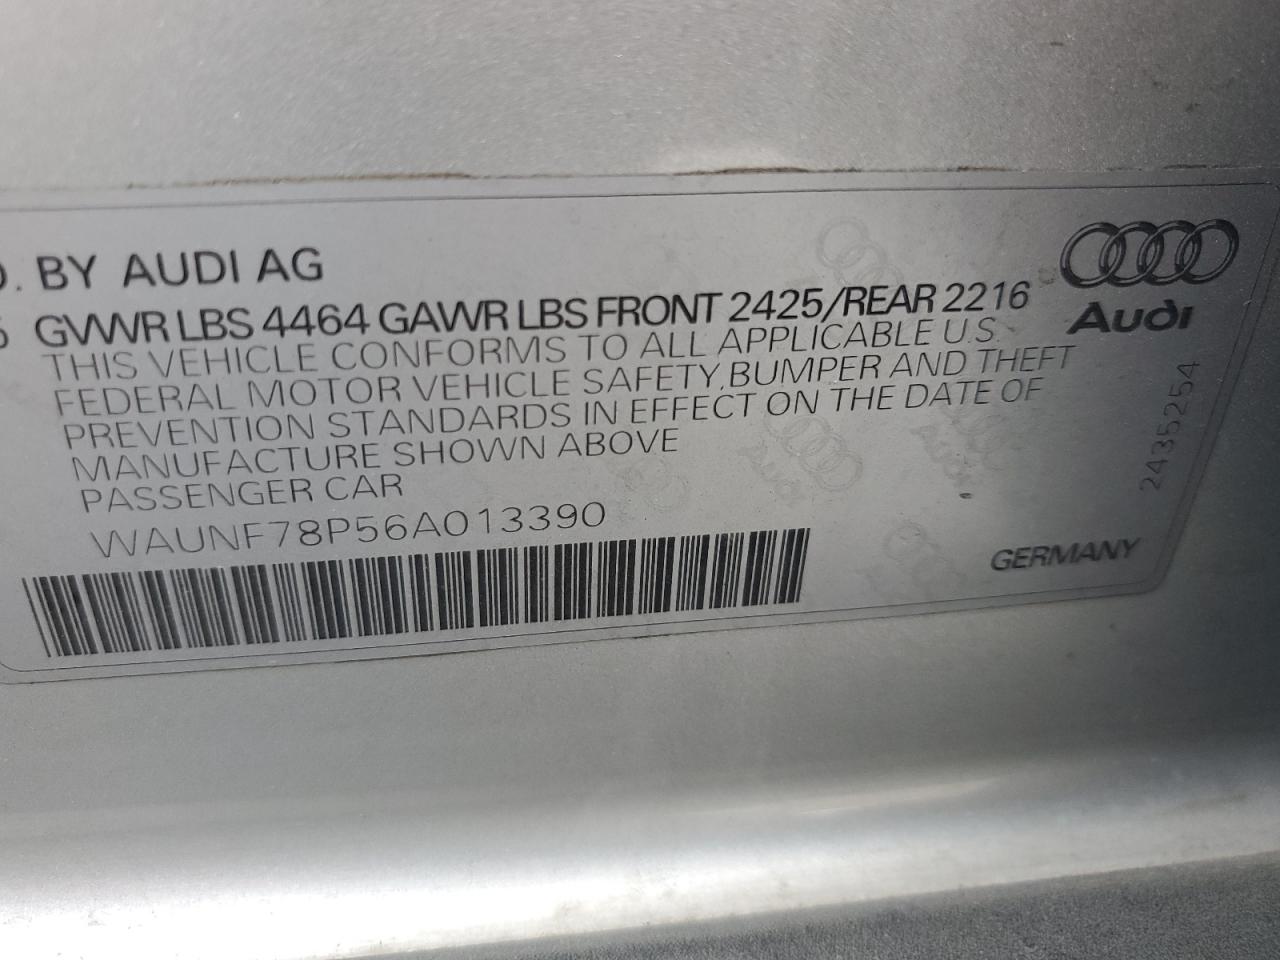 . BY AUDI AG
GVWR LBS 4464 GAWR LBS FRONT 2425/REAR 2216
THIS VEHICLE CONFORMS TO ALL APPLICABLE U.S.
FEDERAL MOTOR VEHICLE SAFETY, BUMPER AND THEFT
PREVENTION STANDARDS IN EFFECT ON THE DATE OF
MANUFACTURE SHOWN ABOVE
PASSENGER CAR
WAUNF78P56A013390
Audi
2435254
GERMANY